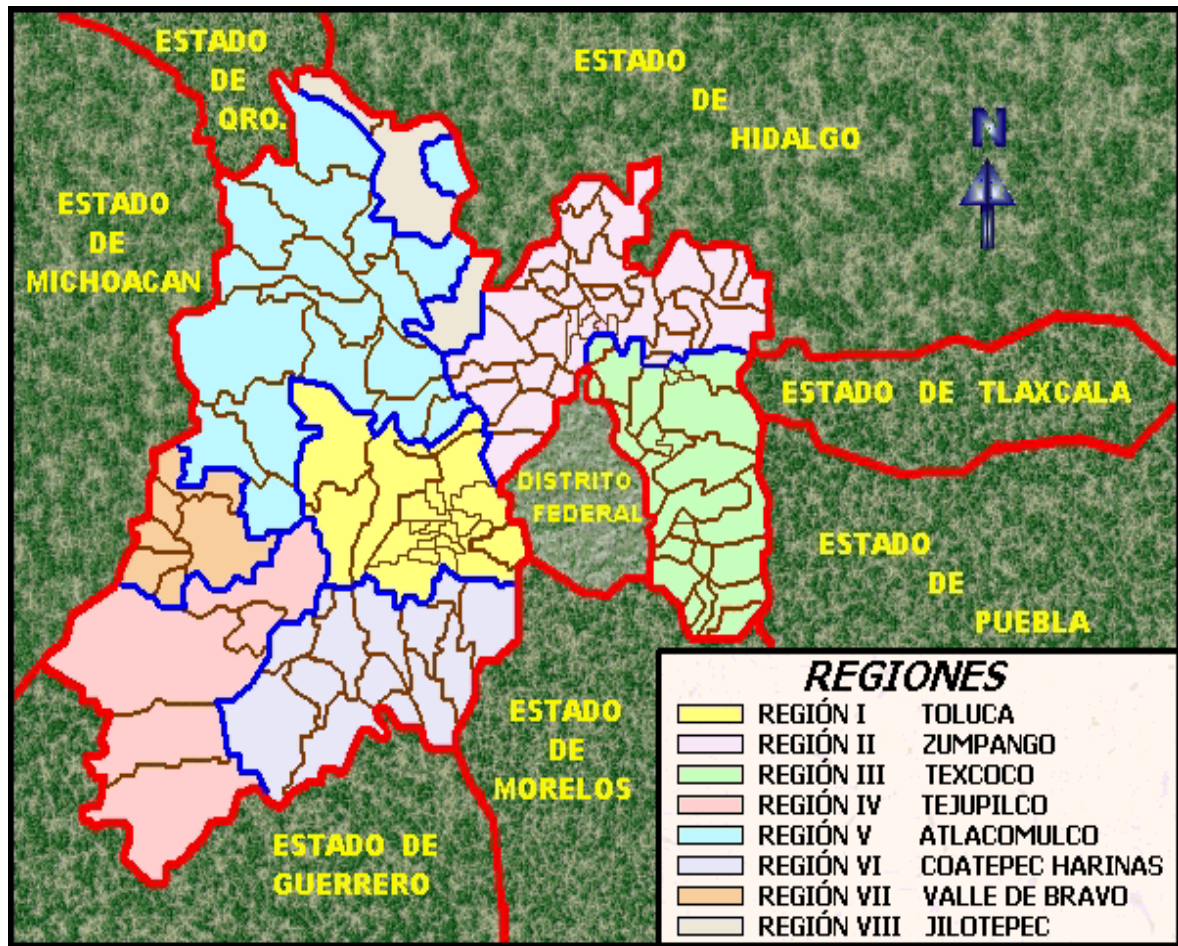 ESTADO
DE
QRO.
ESTADO
DE
HIDALGO
N
ESTADO
DE
MICHOACAN
ESTADO DE TLAXCALA
DISTRITO
FEDERAL
ESTADO
DE
PUEBLA
ESTADO
DE
MORELOS
ESTADO DE
GUERRERO
REGIONES
REGIÓN I TOLUCA
REGIÓN II ZUMPANGO
REGIÓN III TEXCOCO
REGIÓN IV TEJUPILCO
REGIÓN V ATLACOMULCO
REGIÓN VI COATEPEC HARINAS
REGIÓN VII VALLE DE BRAVO
REGIÓN VIII JILOTEPEC